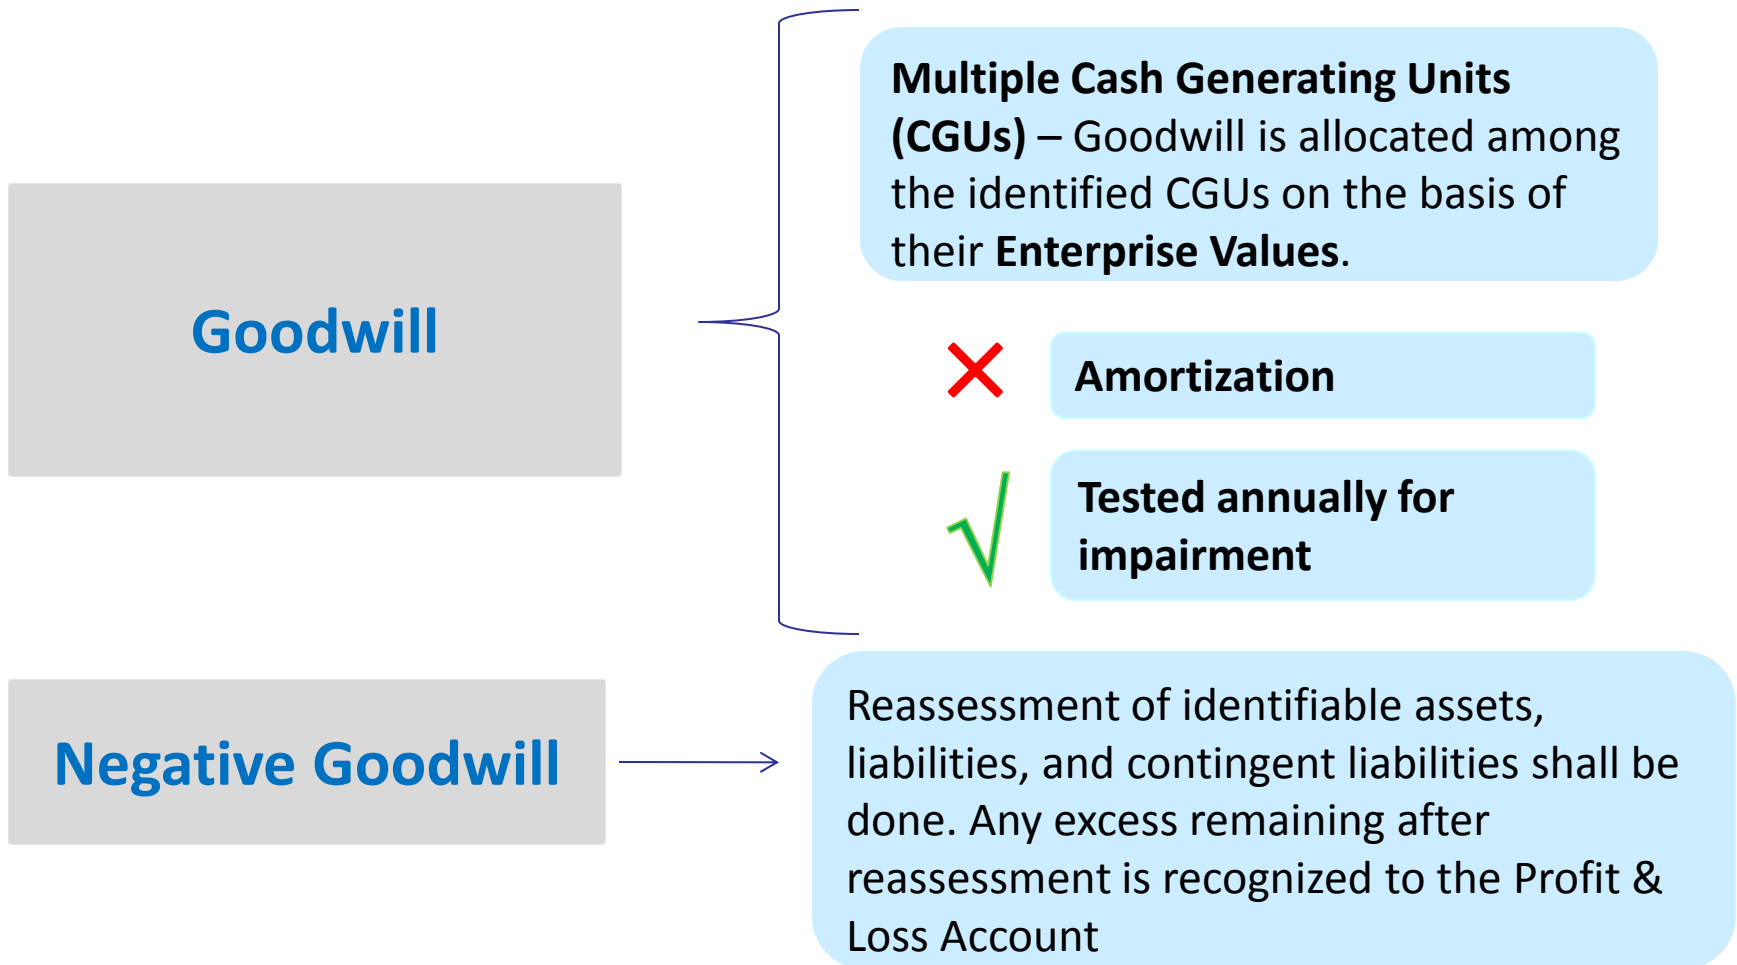 Multiple Cash Generating Units
(CGUs) – Goodwill is allocated among
the identified CGUs on the basis of
their Enterprise Values.
Goodwill
Amortization
Tested annually for
impairment
Negative Goodwill
Reassessment of identifiable assets,
liabilities, and contingent liabilities shall be
done. Any excess remaining after
reassessment is recognized to the Profit &
Loss Account